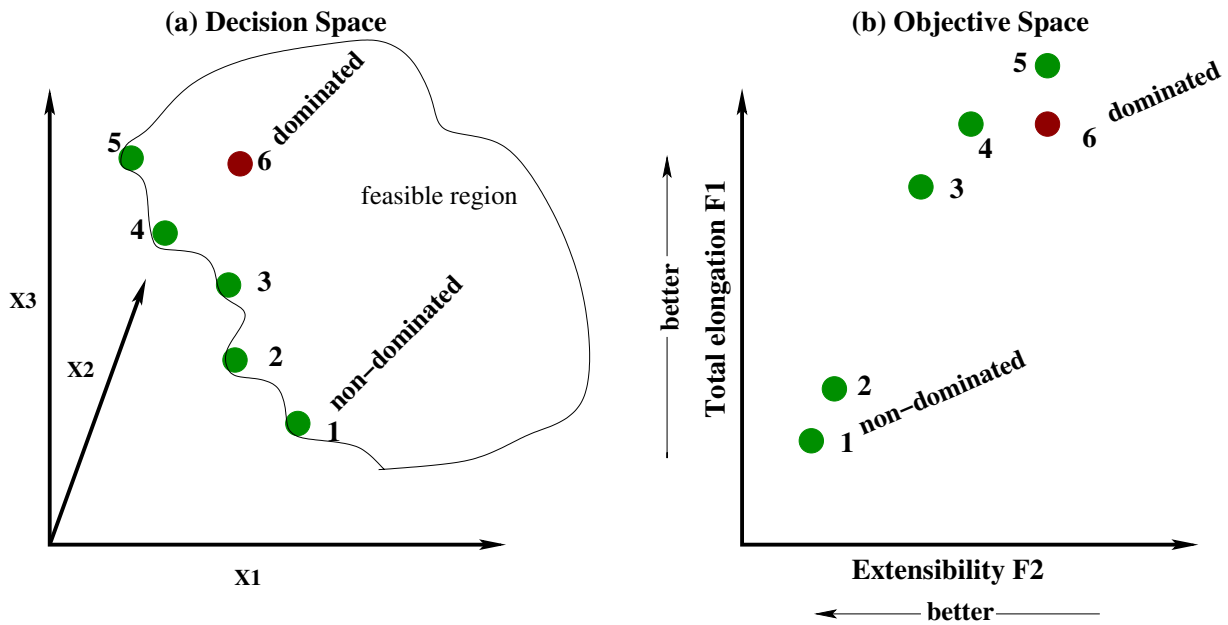 (a) Decision Space
(b) Objective Space
5
dominated
6
feasible region
4
3
X3
X2
2
non-dominated
1
X1
5
dominated
6
4
3
better
Total elongation F1
2
non-dominated
1
Extensibility F2
better